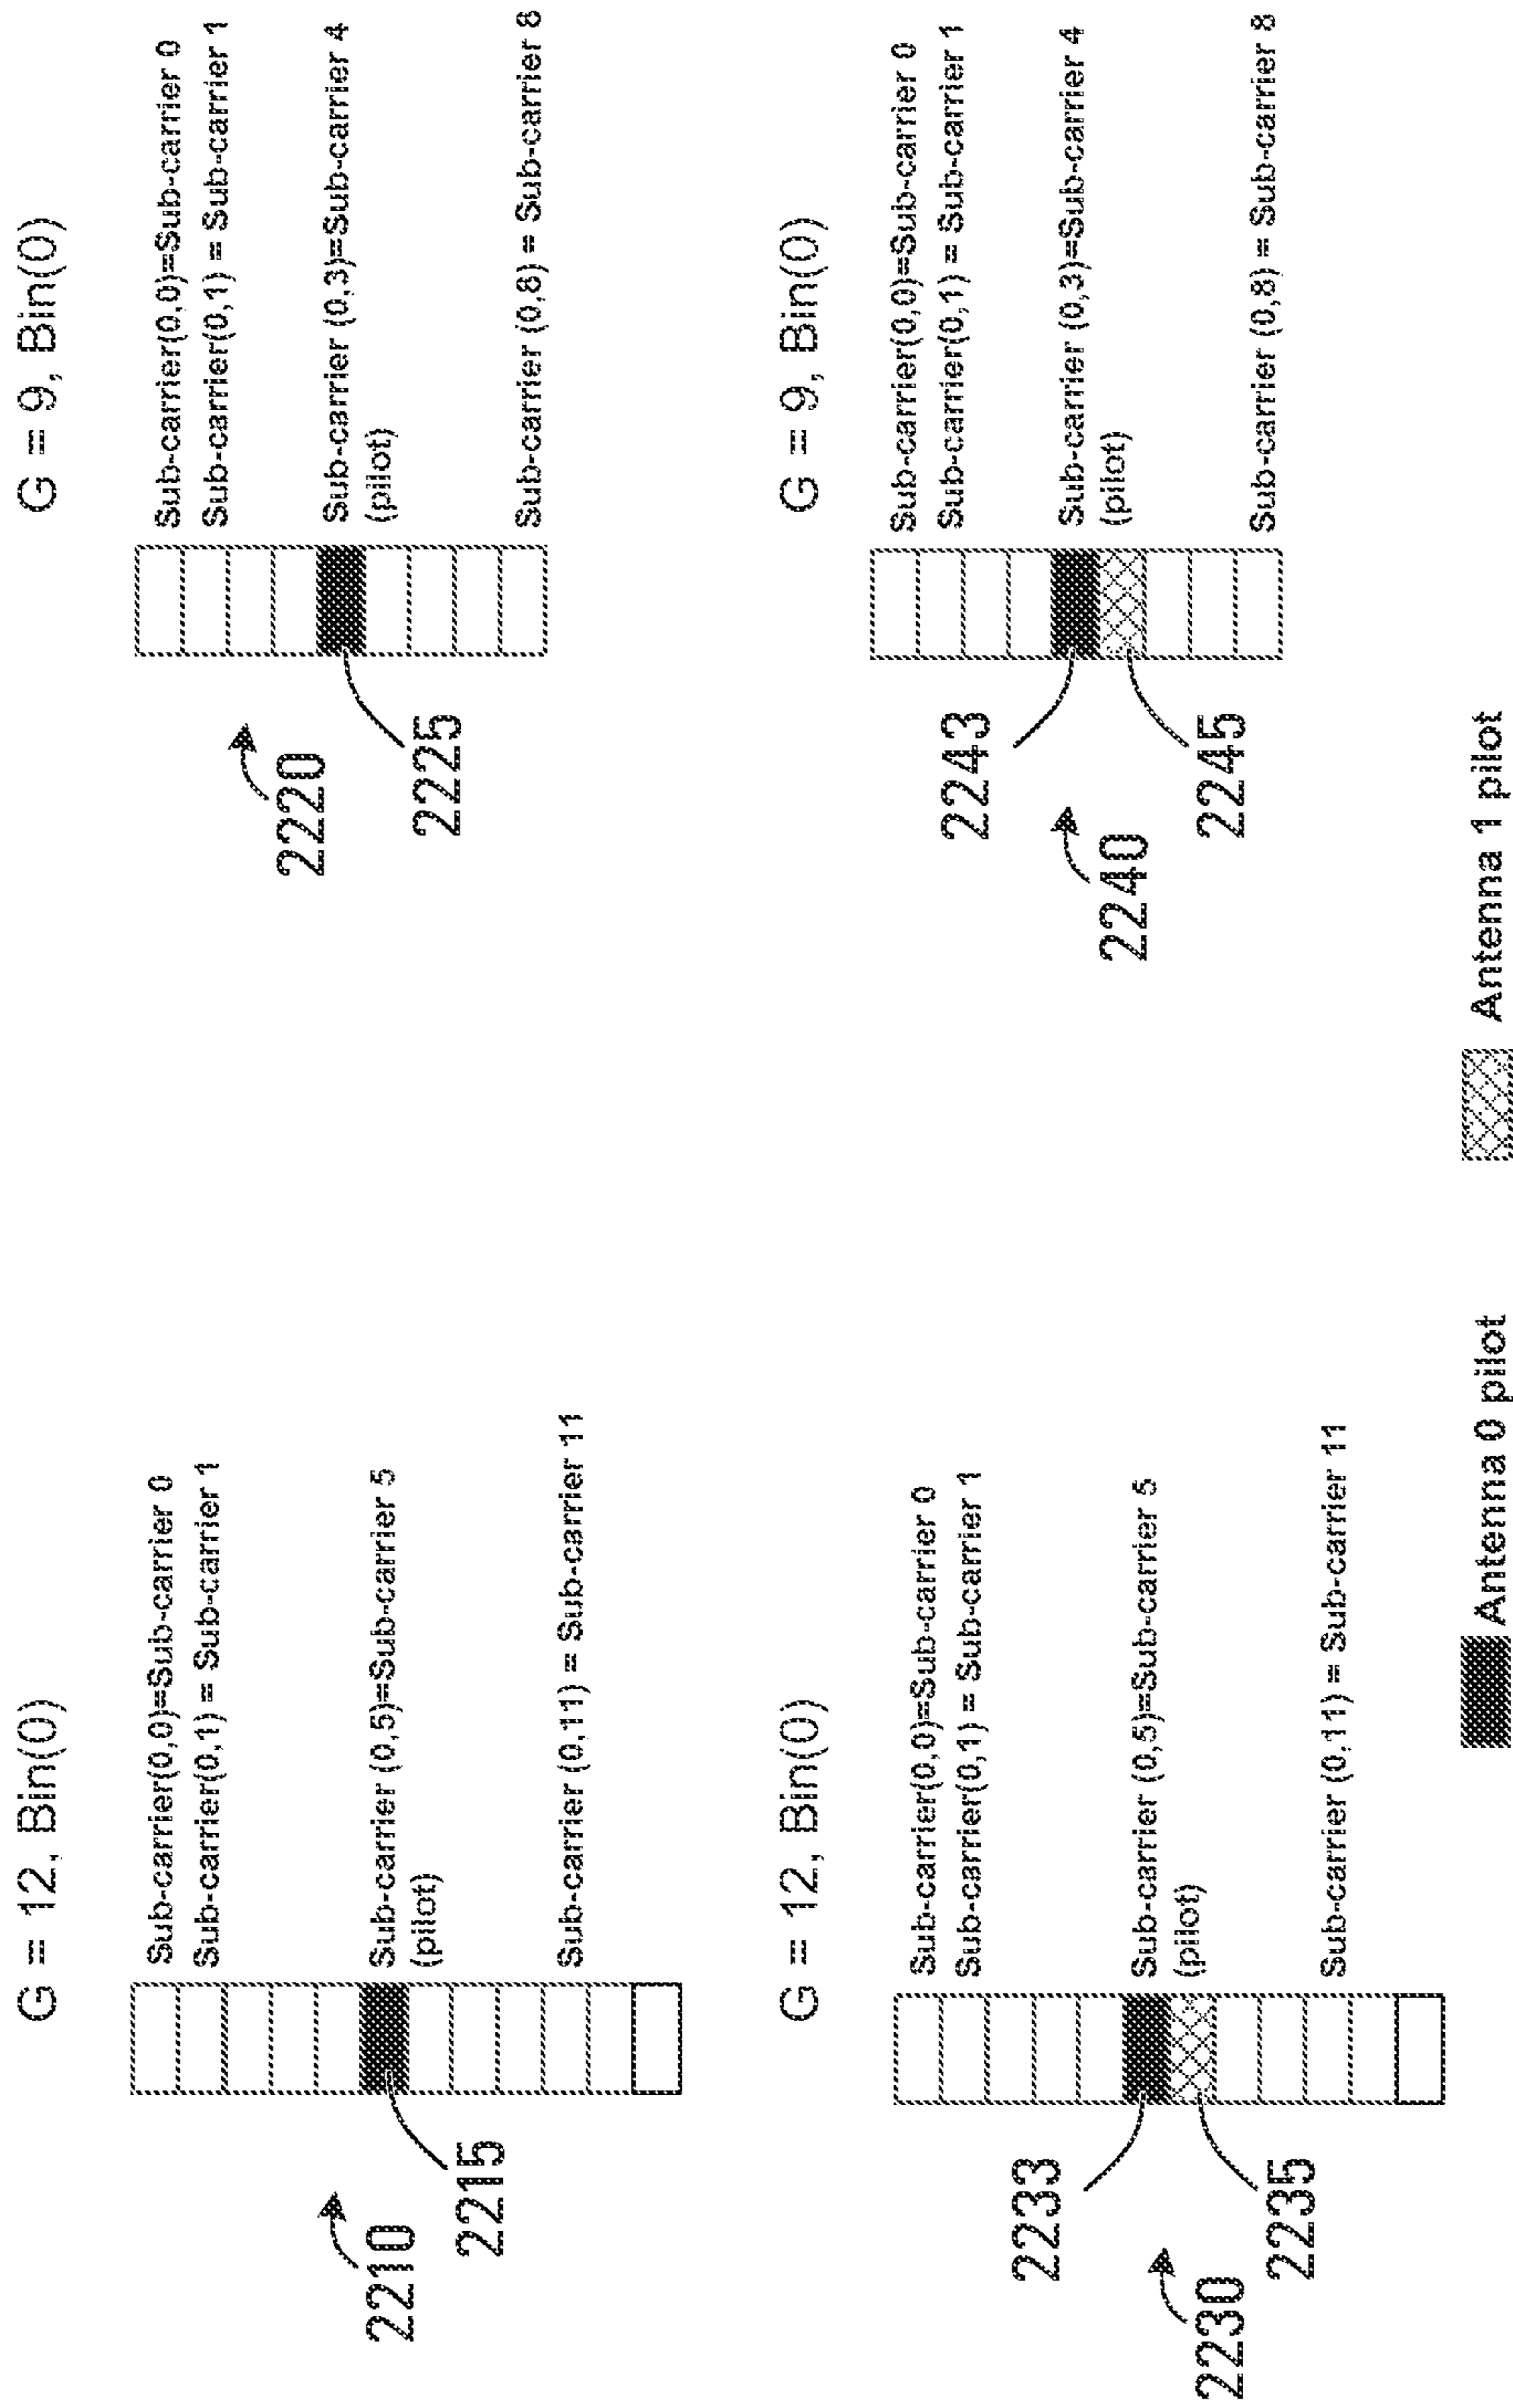 G = 12, Bin(0)
Sub-carrier(0,0)=Sub-carrier 0
Sub-carrier(0,1) = Sub-carrier 1
Sub-carrier (0,5)=Sub-carrier 5
(pilot)
Sub-carrier (0,11) = Sub-carrier 11
2210
2215
G = 9, Bin(0)
Sub-carrier(0,0)=Sub-carrier 0
Sub-carrier(0,1) = Sub-carrier 1
Sub-carrier (0,3)=Sub-carrier 4
(pilot)
Sub-carrier (0,8) = Sub-carrier 8
2220
2225
G = 12, Bin(0)
Sub-carrier(0,0)=Sub-carrier 0
Sub-carrier(0,1) = Sub-carrier 1
Sub-carrier (0,5)=Sub-carrier 5
(pilot)
Sub-carrier (0,11) = Sub-carrier 11
2233
2230
2235
G = 9, Bin(0)
Sub-carrier(0,0)=Sub-carrier 0
Sub-carrier(0,1) = Sub-carrier 1
Sub-carrier (0,3)=Sub-carrier 4
(pilot)
Sub-carrier (0,8) = Sub-carrier 8
2243
2240
2245
Antenna 0 pilot
Antenna 1 pilot